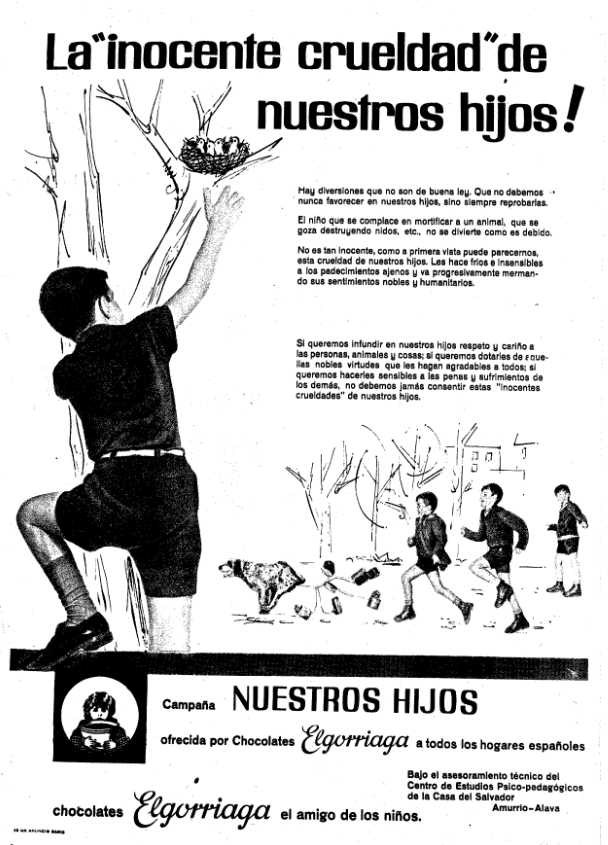 La "inocente crueldad" de
nuestros hijos!
Hay diversiones que no son de buena ley. Que no debemos
nunca favorecer en nuestros hijos, sino siempre reprobarlas.
El niño que se complace en mortificar a un animal, que se
goza destruyendo nidos, etc., no se divierte como es debido.
No es tan inocente, como a primera vista puede parecernos,
esta crueldad de nuestros hijos. Les hace fríos e insensibles
a los padecimientos ajenos y va progresivamente merman-
do sus sentimientos nobles y humanitarios.
Si queremos infundir en nuestros hijos respeto y cariño a
las personas, animales y cosas; si queremos dotarles de aque-
llas nobles virtudes que les hagan agradables a todos; si
queremos hacerles sensibles a las penas y sufrimientos de
los demás, no debemos jamás consentir estas "inocentes
crueldades" de nuestros hijos.
Campaña NUESTROS HIJOS
ofrecida por Chocolates Elgorriaga a todos los hogares españoles
Bajo el asesoramiento técnico del
Centro de Estudios Psico-pedagógicos
de la Casa del Salvador
Amurrio-Alava
chocolates Elgorriaga el amigo de los niños.
ES UN ANUNCIO